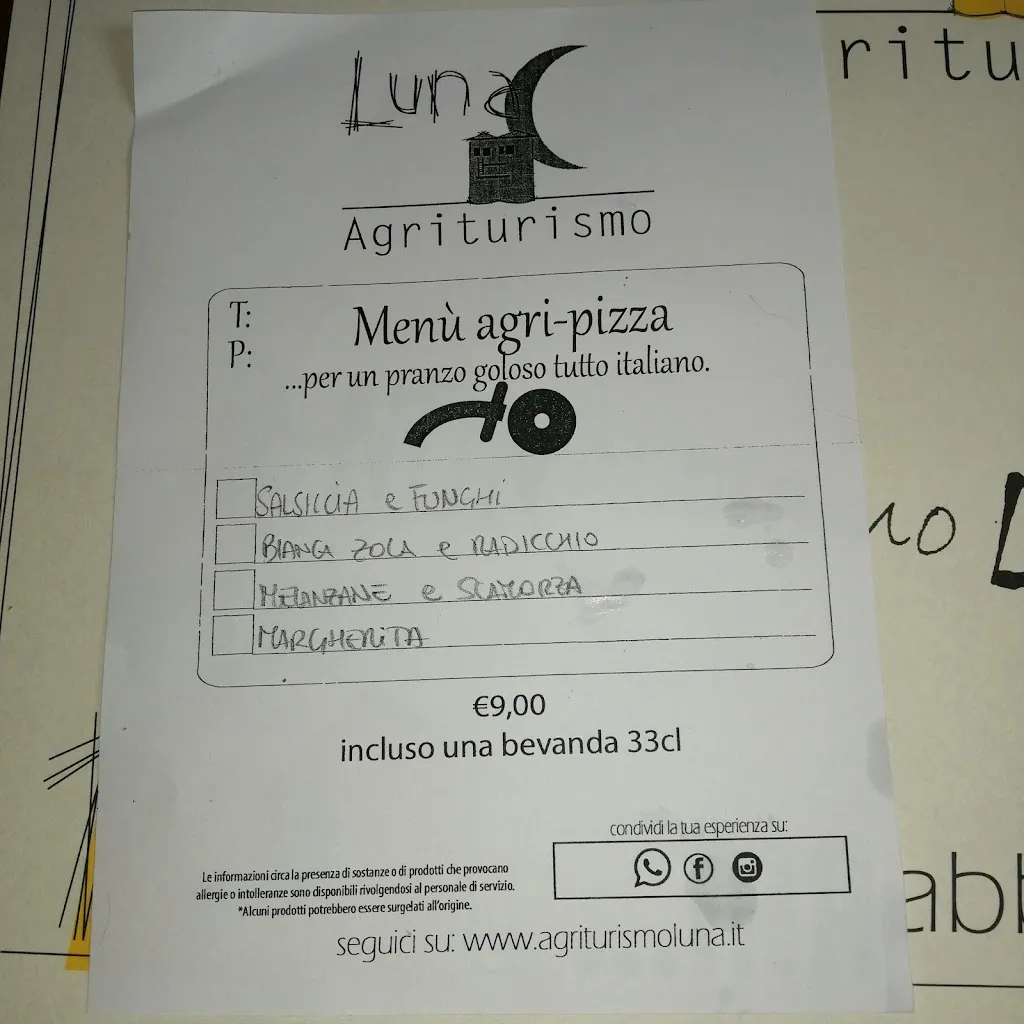 Luna
Agriturismo
T:
P:
Menù agri-pizza
...per un pranzo goloso tutto italiano.
SALSICCIA e FUNGHI
BIANCA ZOLA e RADICCHIO
MELANZANE e SCAMORZA
MARGHERITA
€9,00
incluso una bevanda 33cl
condividi la tua esperienza su:
Le informazioni circa la presenza di sostanze o di prodotti che provocano
allergie o intolleranze sono disponibili rivolgendosi al personale di servizio.
*Alcuni prodotti potrebbero essere surgelati all'origine.
seguici su: www.agriturismoluna.it
ritu
no
abb